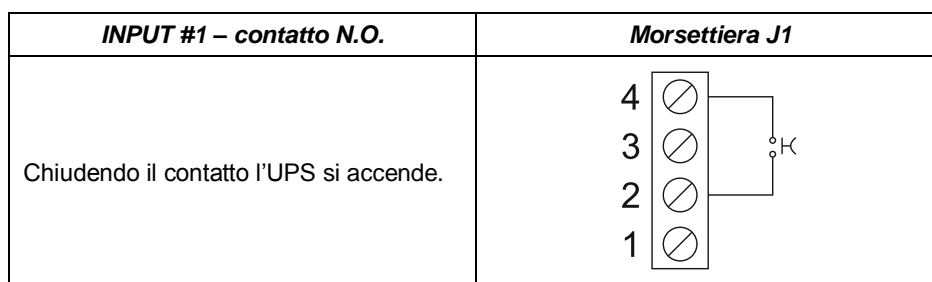 INPUT #1 – contatto N.O.
Morsettiera J1
Chiudendo il contatto l'UPS si accende.
4
3
2
1